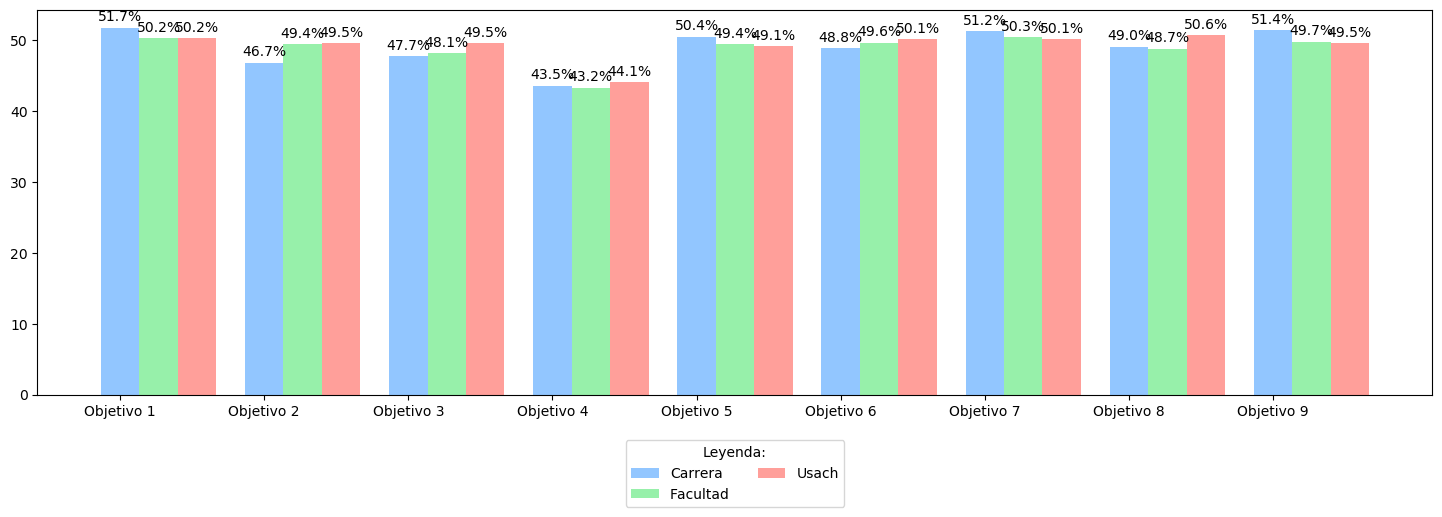 51.7% 50.2% 50.2% 46.7% 49.4% 49.5% 47.7% 48.1% 49.5% 43.5% 43.2% 44.1% 50.4% 49.4% 49.1% 48.8% 49.6% 50.1% 51.2% 50.3% 50.1% 49.0% 48.7% 50.6% 51.4% 49.7% 49.5%
50
40
30
20
10
0
Objetivo 1 Objetivo 2 Objetivo 3 Objetivo 4 Objetivo 5 Objetivo 6 Objetivo 7 Objetivo 8 Objetivo 9
Leyenda:
Carrera Usach
Facultad